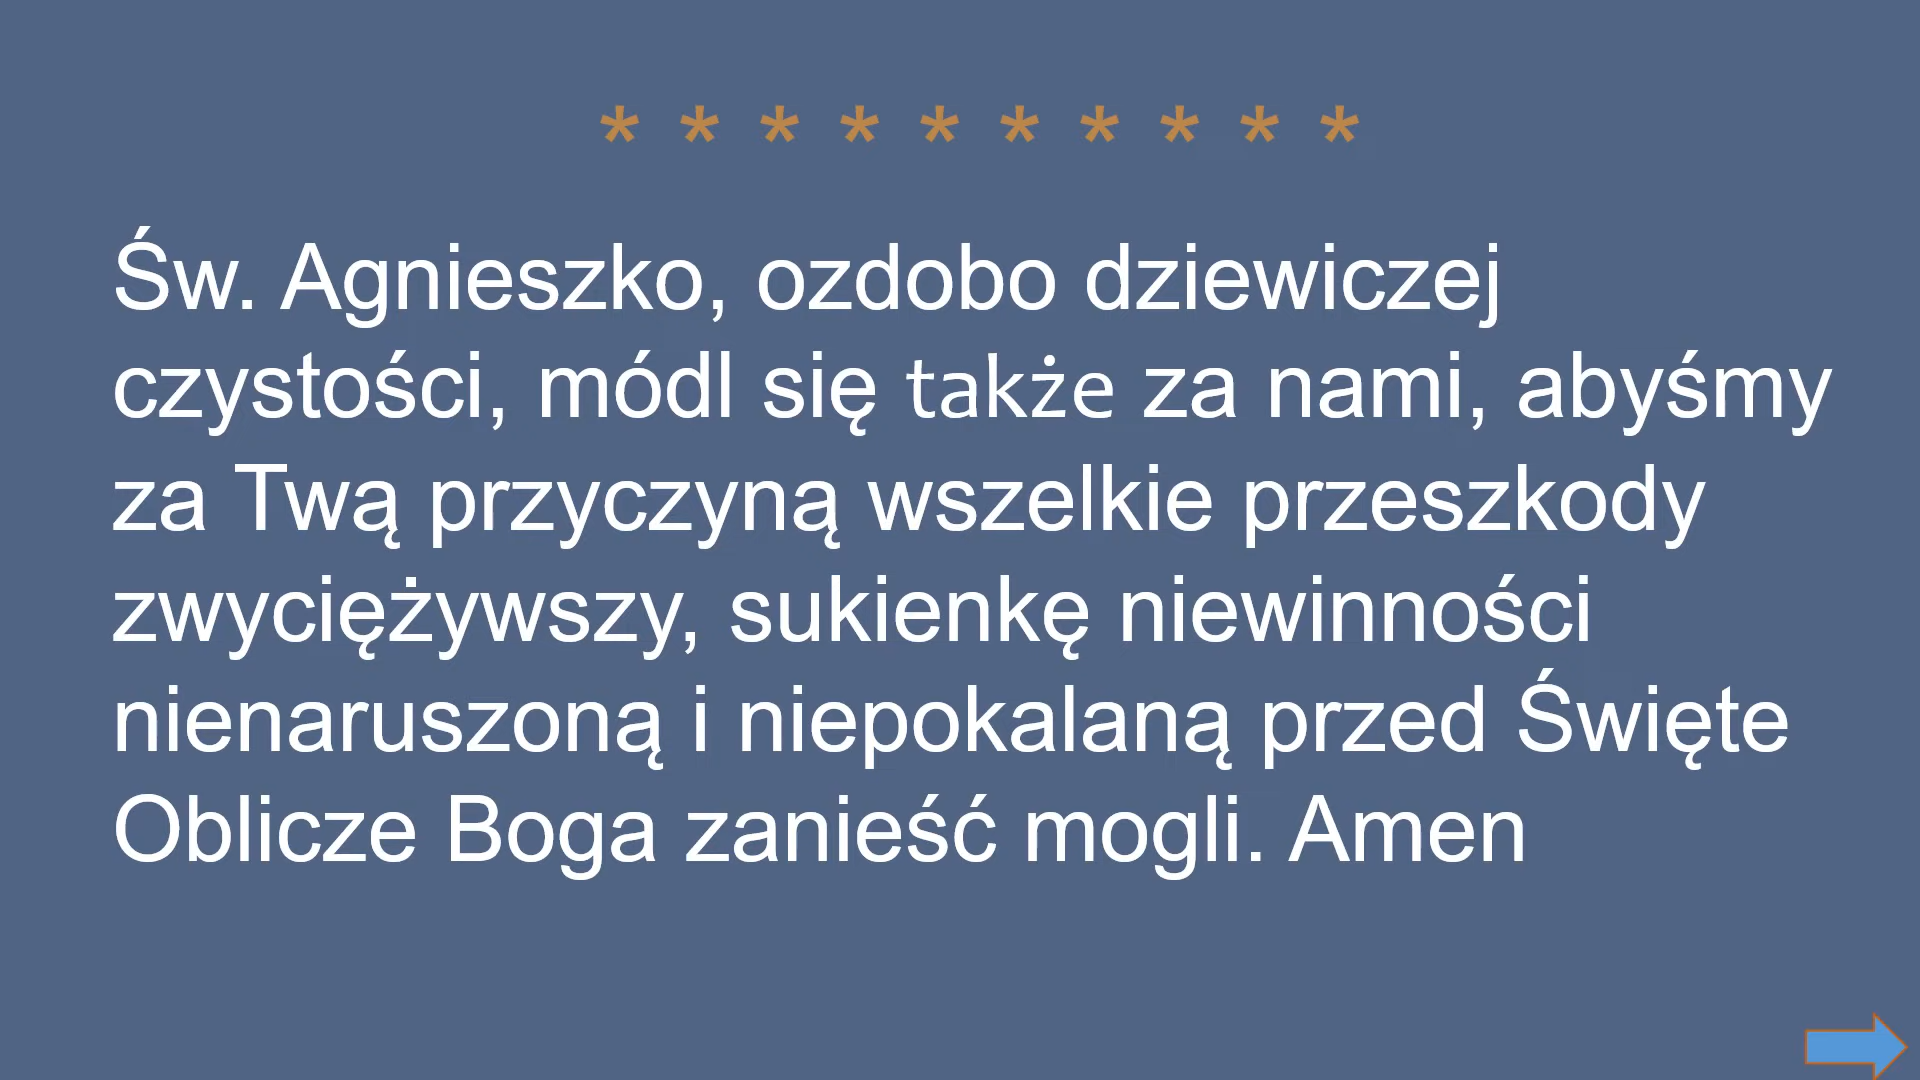 * * * * * * * * * *
Św. Agnieszko, ozdobo dziewiczej
czystości, módl się także za nami, abyśmy
za Twą przyczyną wszelkie przeszkody
zwyciężywszy, sukienkę niewinności
nienaruszoną i niepokalaną przed Święte
Oblicze Boga zanieść mogli. Amen